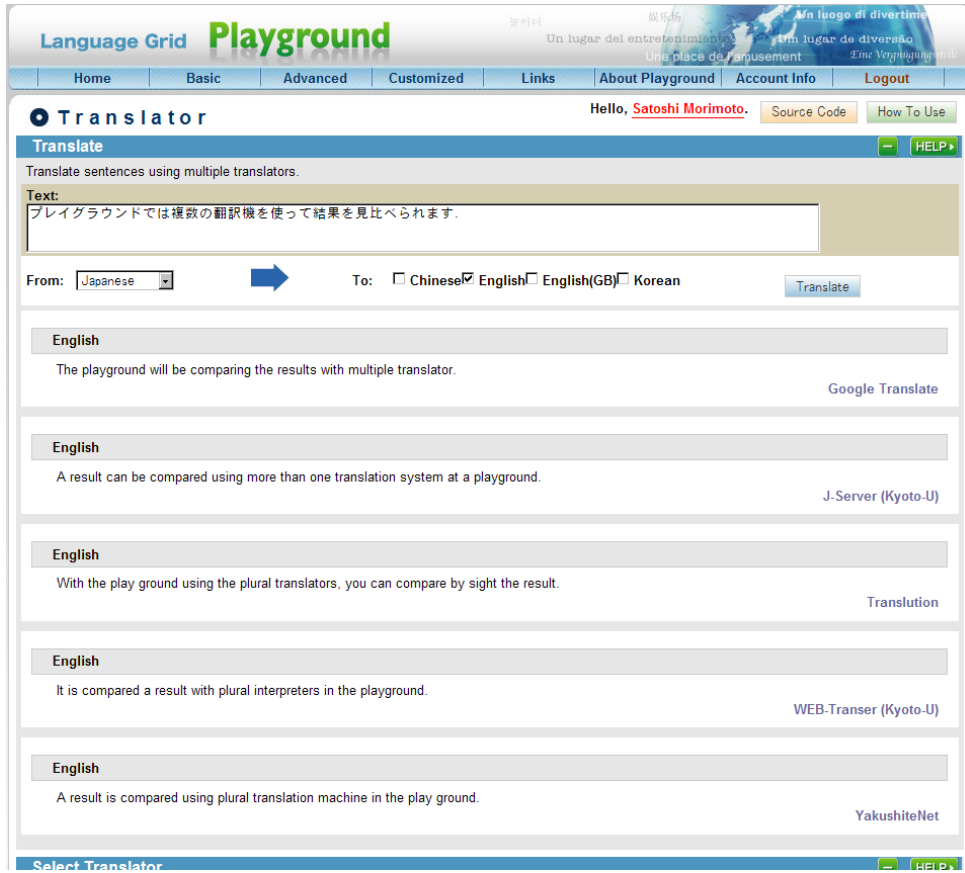 Language Grid Playground
놀이터
娱乐场
Un luogo di divertime
Un lugar del entretenimiento
Um lugar de diversão
Une place de l'amusement
Eine Vergnügungsstelle
Home Basic Advanced Customized Links About Playground Account Info Logout
Translator
Hello, Satoshi Morimoto. Source Code How To Use
Translate HELP
Translate sentences using multiple translators.
Text:
プレイグラウンドでは複数の翻訳機を使って結果を見比べられます.
From: Japanese To: Chinese English English(GB) Korean Translate
English
The playground will be comparing the results with multiple translator.
Google Translate
English
A result can be compared using more than one translation system at a playground.
J-Server (Kyoto-U)
English
With the play ground using the plural translators, you can compare by sight the result.
Translution
English
It is compared a result with plural interpreters in the playground.
WEB-Transer (Kyoto-U)
English
A result is compared using plural translation machine in the play ground.
YakushiteNet
Select Translator HELP